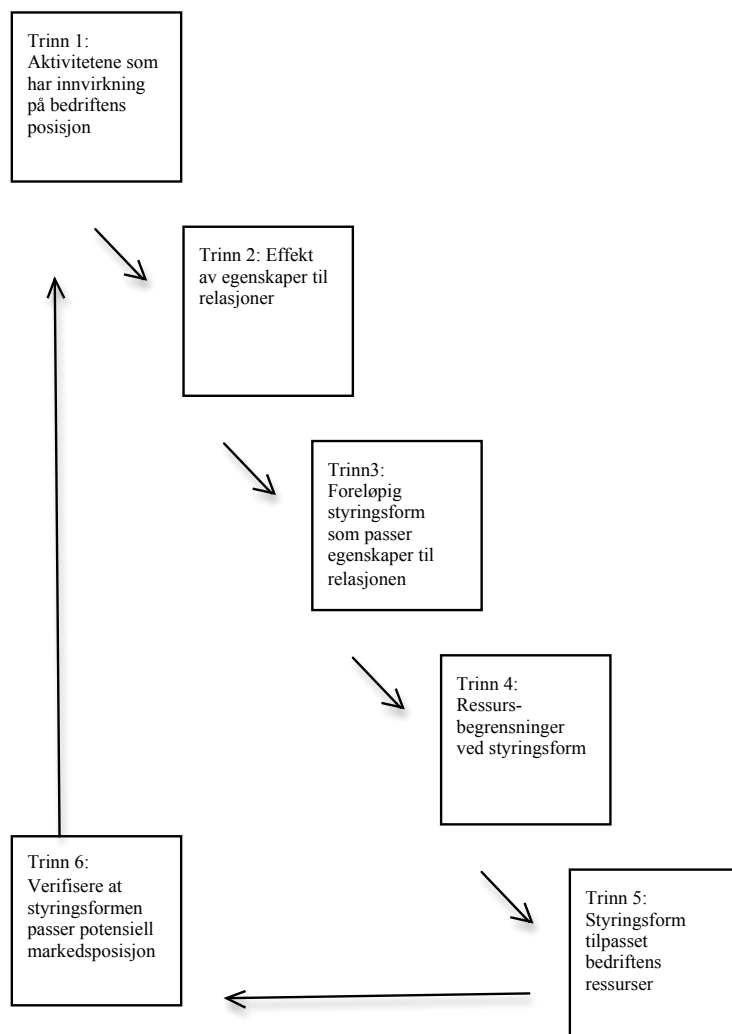 Trinn 1:
Aktivitetene som
har innvirkning
på bedriftens
posisjon
Trinn 2: Effekt
av egenskaper til
relasjoner
Trinn3:
Foreløpig
styringsform
som passer
egenskaper til
relasjonen
Trinn 4:
Ressurs-
begrensninger
ved styringsform
Trinn 5:
Styringsform
tilpasset
bedriftens
ressurser
Trinn 6:
Verifisere at
styringsformen
passer potensiell
markedsposisjon